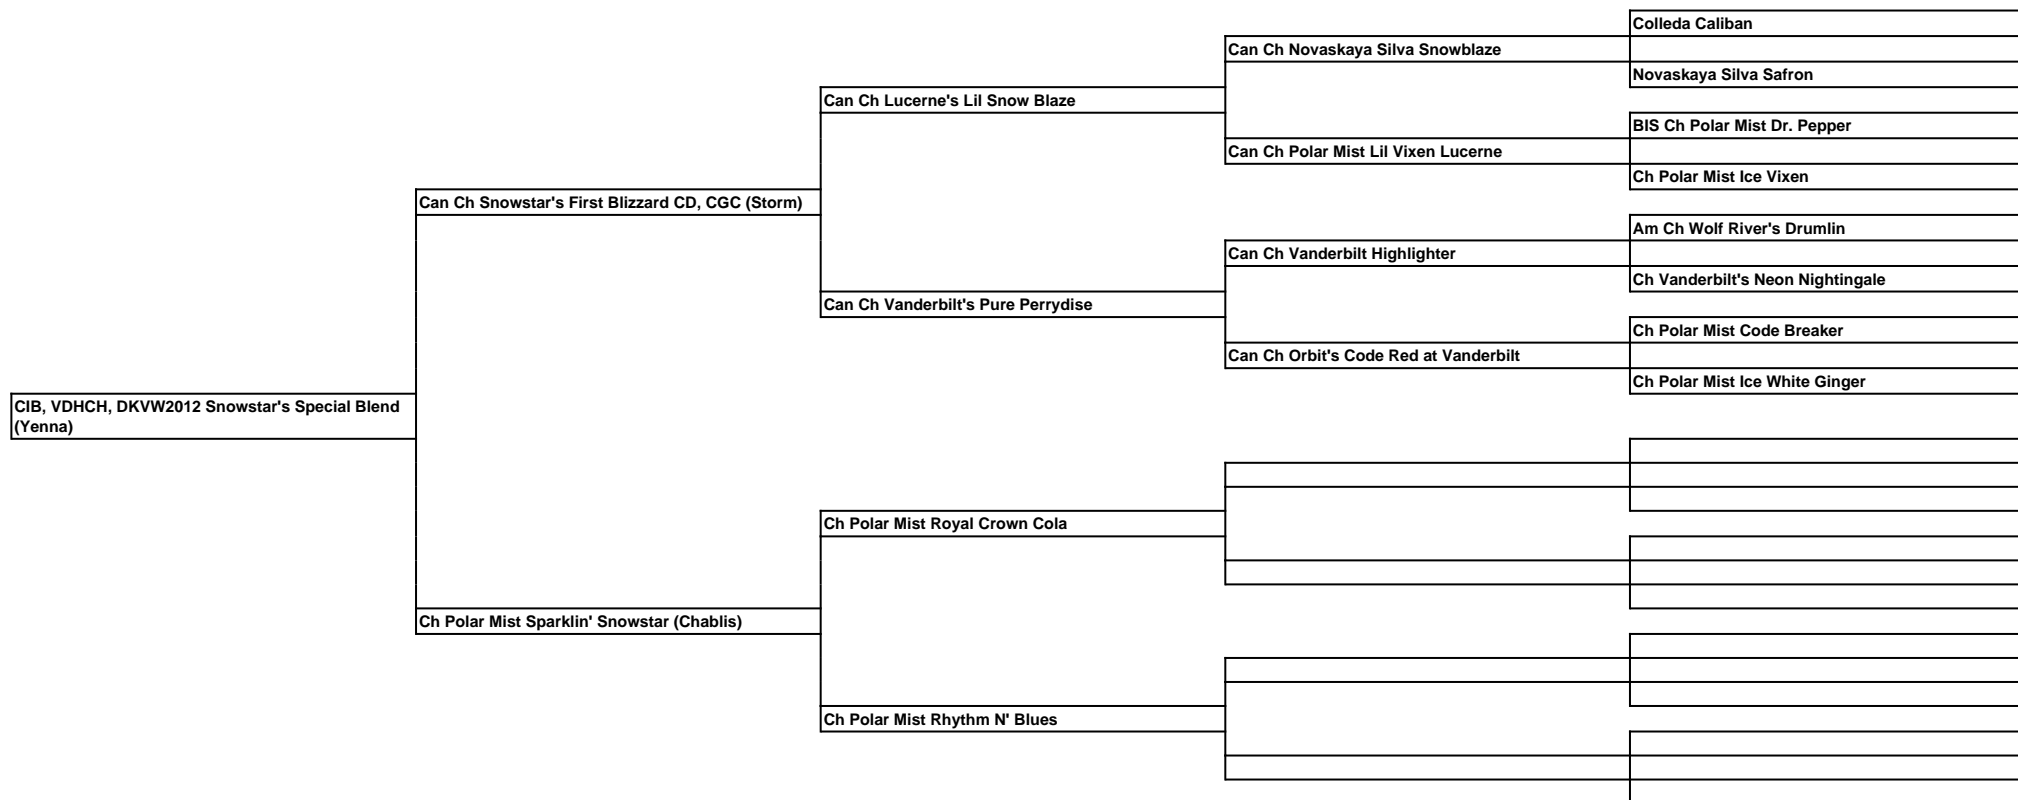 Colleda Caliban
Can Ch Novaskaya Silva Snowblaze
Novaskaya Silva Safron
Can Ch Lucerne's Lil Snow Blaze
BIS Ch Polar Mist Dr. Pepper
Can Ch Polar Mist Lil Vixen Lucerne
Ch Polar Mist Ice Vixen
Can Ch Snowstar's First Blizzard CD, CGC (Storm)
Am Ch Wolf River's Drumlin
Can Ch Vanderbilt Highlighter
Ch Vanderbilt's Neon Nightingale
Can Ch Vanderbilt's Pure Perrydise
Ch Polar Mist Code Breaker
Can Ch Orbit's Code Red at Vanderbilt
Ch Polar Mist Ice White Ginger
CIB, VDHCH, DKVW2012 Snowstar's Special Blend
(Yenna)
Ch Polar Mist Royal Crown Cola
Ch Polar Mist Sparklin' Snowstar (Chablis)
Ch Polar Mist Rhythm N' Blues